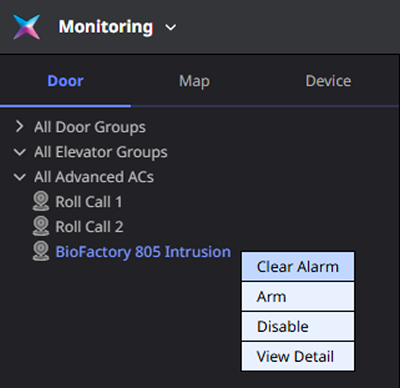 Monitoring
Door Map Device
All Door Groups
All Elevator Groups
All Advanced ACs
Roll Call 1
Roll Call 2
BioFactory 805 Intrusion
Clear Alarm
Arm
Disable
View Detail